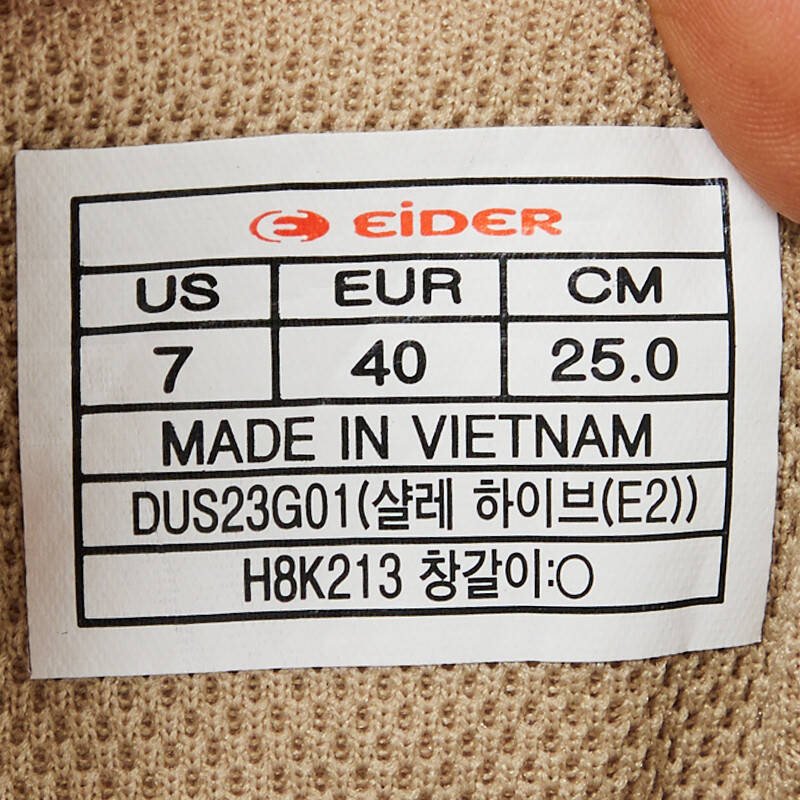 EiDER
US EUR CM
7 40 25.0
MADE IN VIETNAM
DUS23G01(샬레 하이브(E2))
H8K213 창갈이:○